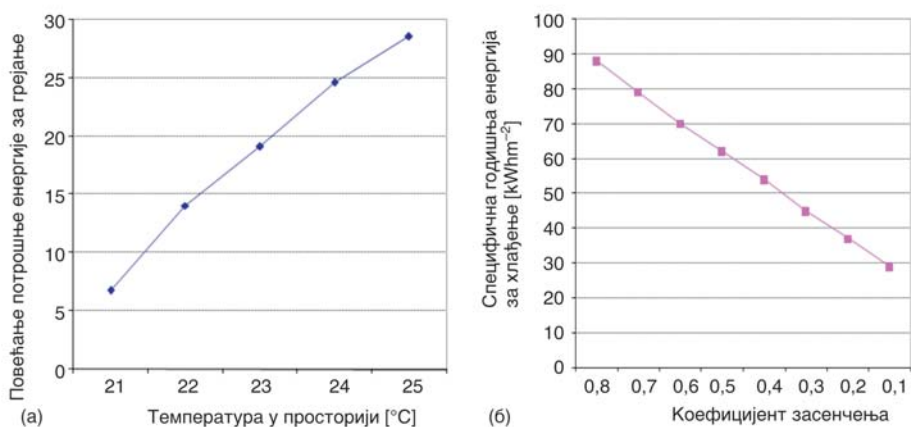 Повећање потрошње енергије за грејање
30
25
20
15
10
5
0
21 22 23 24 25
(а)
Температура у просторији [°C]
Специфична годишња енергија
за хлађење [kWhm⁻²]
100
90
80
70
60
50
40
30
20
10
0
0,8 0,7 0,6 0,5 0,4 0,3 0,2 0,1
(б)
Коефицијент засенчења